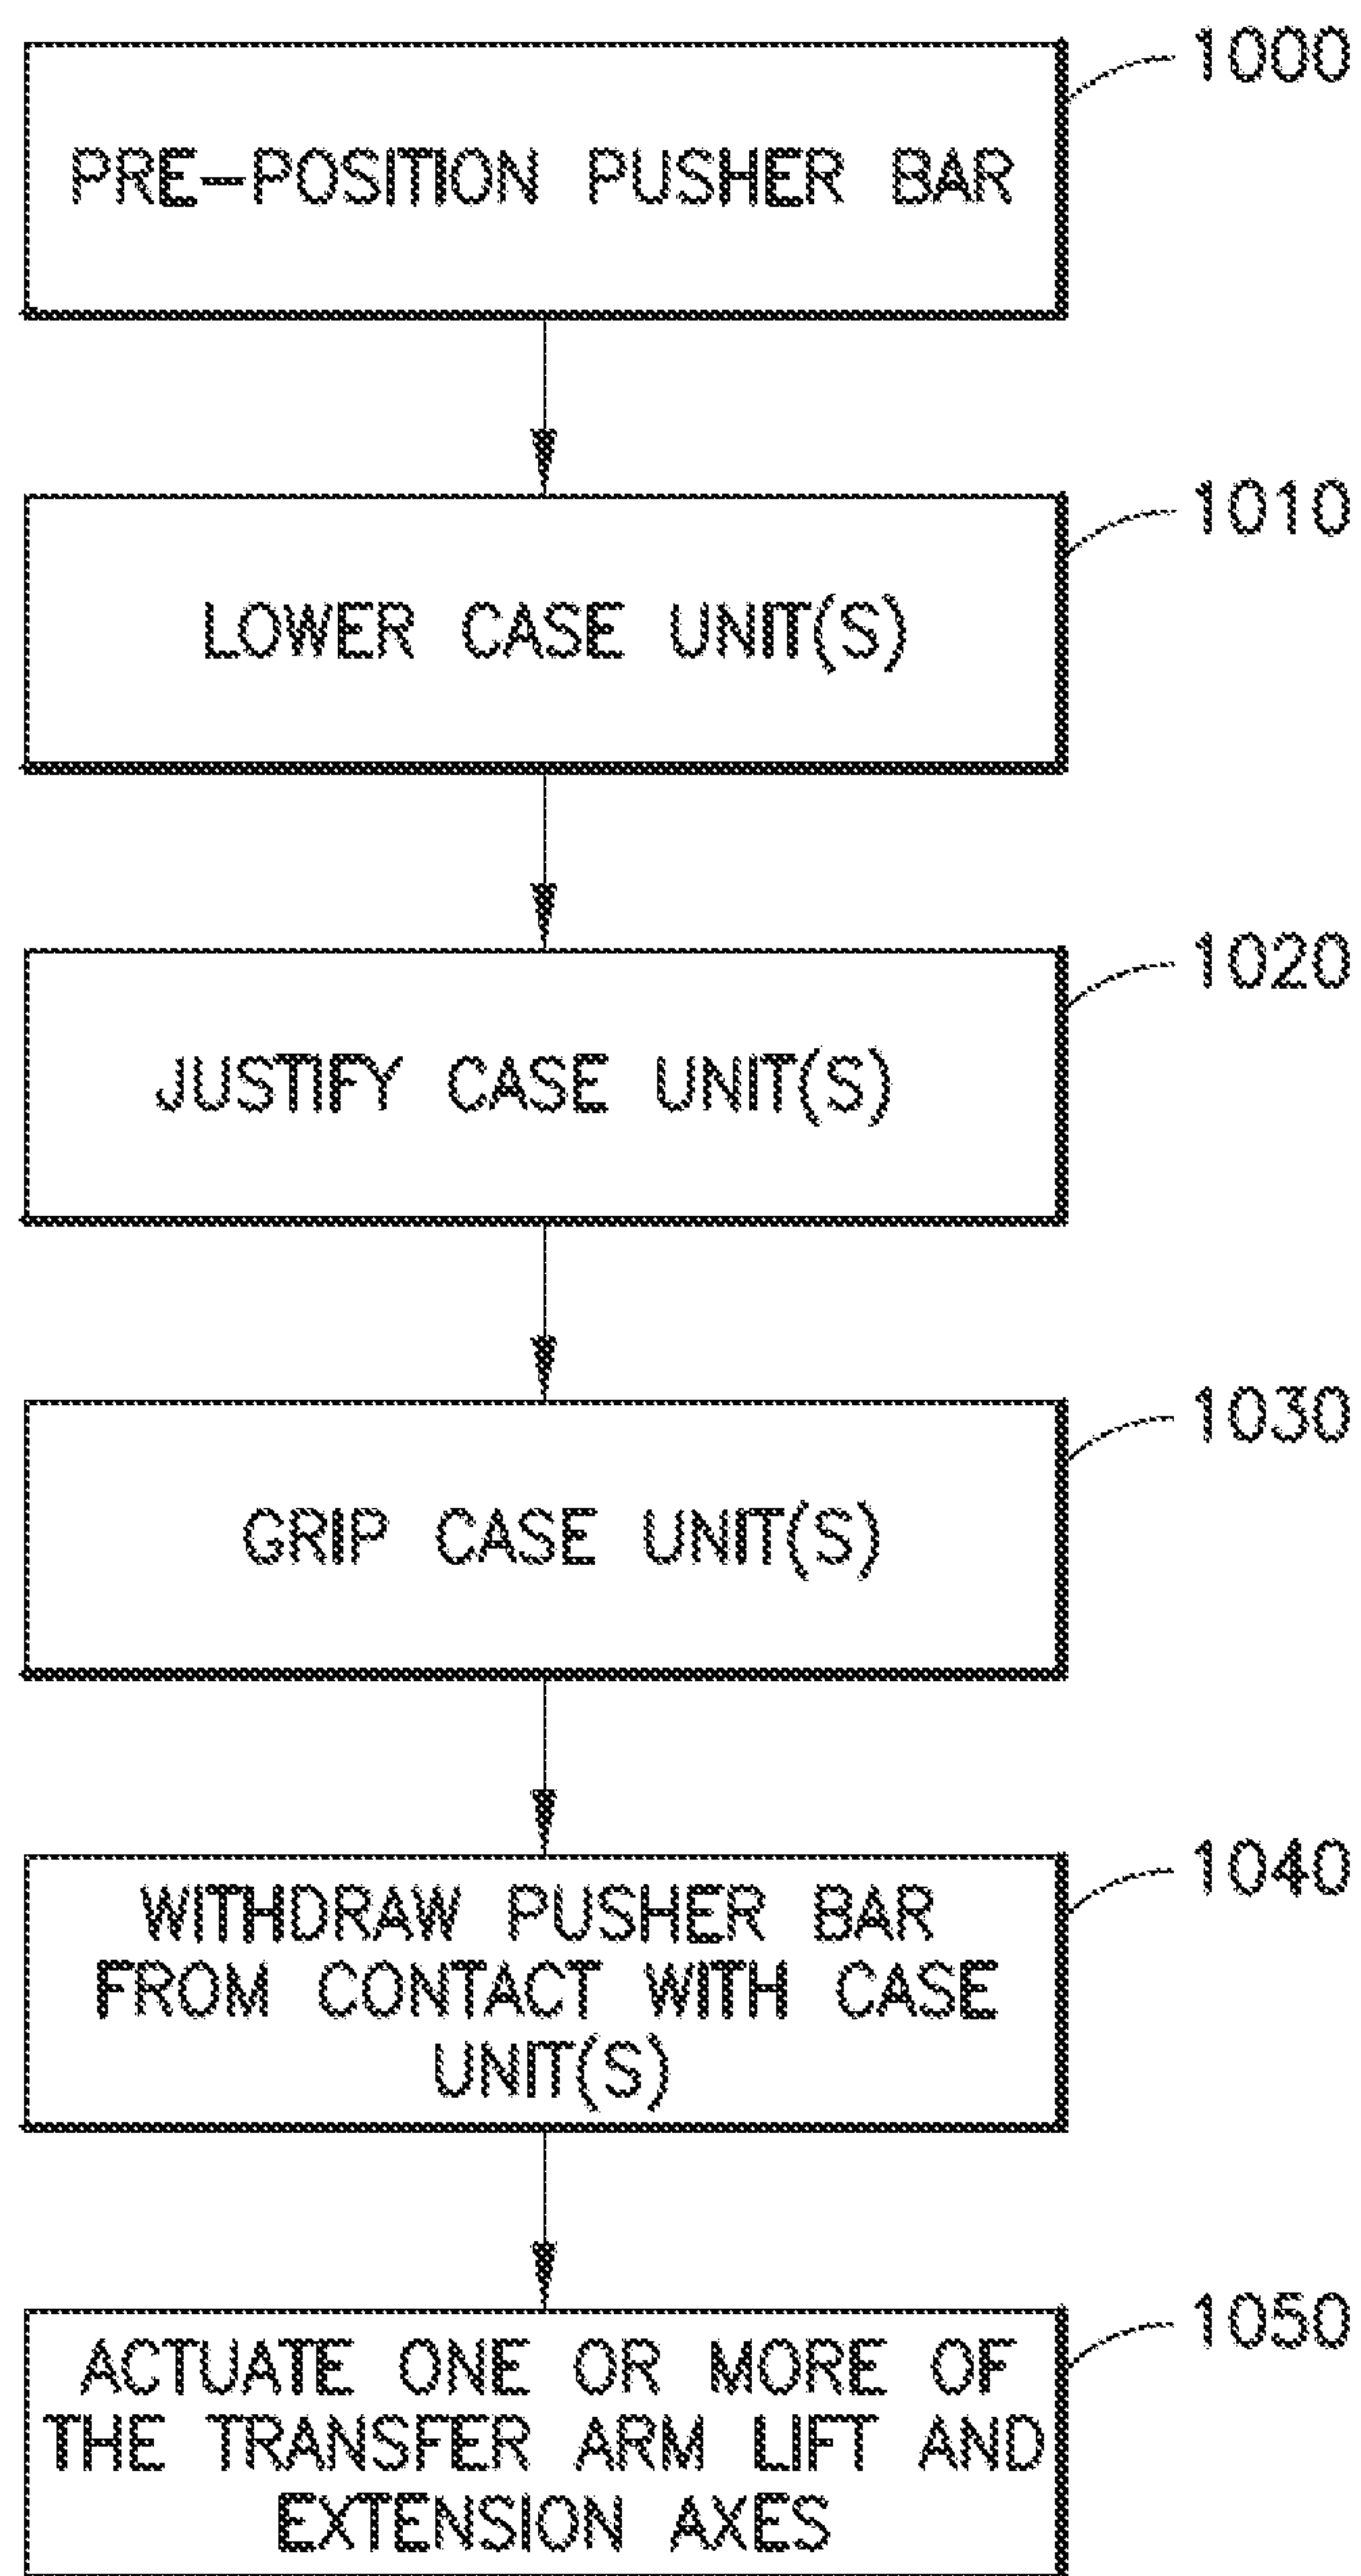 1000
PRE-POSITION PUSHER BAR
1010
LOWER CASE UNIT(S)
1020
JUSTIFY CASE UNIT(S)
1030
GRIP CASE UNIT(S)
1040
WITHDRAW PUSHER BAR
FROM CONTACT WITH CASE
UNIT(S)
1050
ACTUATE ONE OR MORE OF
THE TRANSFER ARM LIFT AND
EXTENSION AXES